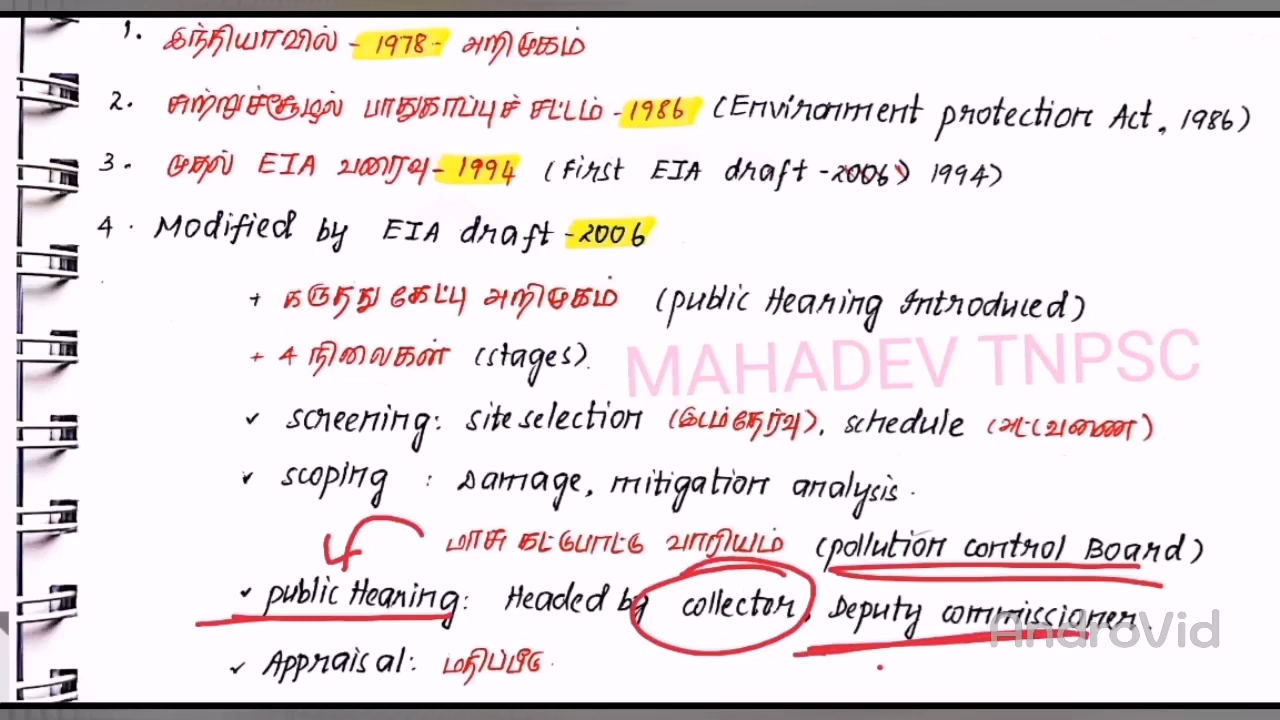 1. இந்தியாவில் - 1978 - அறிமுகம்
2. சுற்றுச்சூழல் பாதுகாப்புச் சட்டம் - 1986 (Environment protection Act, 1986)
3. முதல் EIA வரைவு - 1994 (First EIA draft - 2006) 1994)
4. Modified by EIA draft - 2006
+ கருத்து கேட்பு அறிமுகம் (public Hearing Introduced)
+ 4 நிலைகள் (stages).
MAHADEV TNPSC
✓ screening: site selection (இடம்தேர்வு), schedule (அட்டவணை)
✓ scoping : Damage, mitigation analysis.
மாசு கட்டுபாட்டு வாரியம் (pollution control Board)
✓ public Hearing: Headed by collector, Deputy commissioner.
AndroVid
✓ Appraisal: மதிப்பீடு